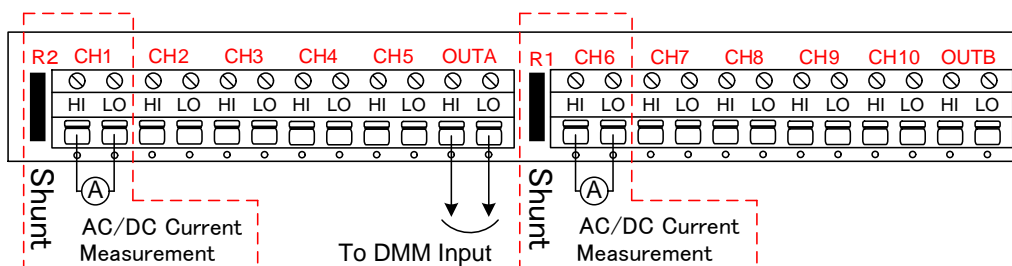 R2 CH1 CH2 CH3 CH4 CH5 OUTA R1 CH6 CH7 CH8 CH9 CH10 OUTB
HI LO HI LO HI LO HI LO HI LO HI LO HI LO HI LO HI LO HI LO HI LO HI LO
Shunt
A
AC/DC Current
Measurement
To DMM Input
Shunt
A
AC/DC Current
Measurement